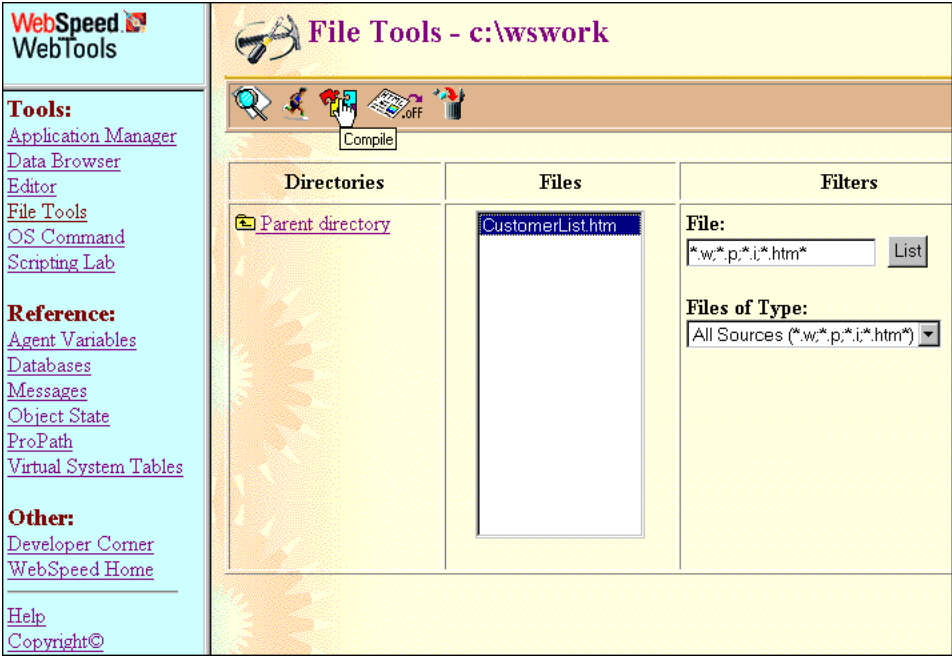 WebSpeed
WebTools
Tools:
Application Manager
Data Browser
Editor
File Tools
OS Command
Scripting Lab
Reference:
Agent Variables
Databases
Messages
Object State
ProPath
Virtual System Tables
Other:
Developer Corner
WebSpeed Home
Help
Copyright©
File Tools - c:\wswork
.OFF
Compile
Directories Files Filters
Parent directory
CustomerList.htm
File:
*.w;*.p;*.i;*.htm* List
Files of Type:
All Sources (*.w;*.p;*.i;*.htm*)